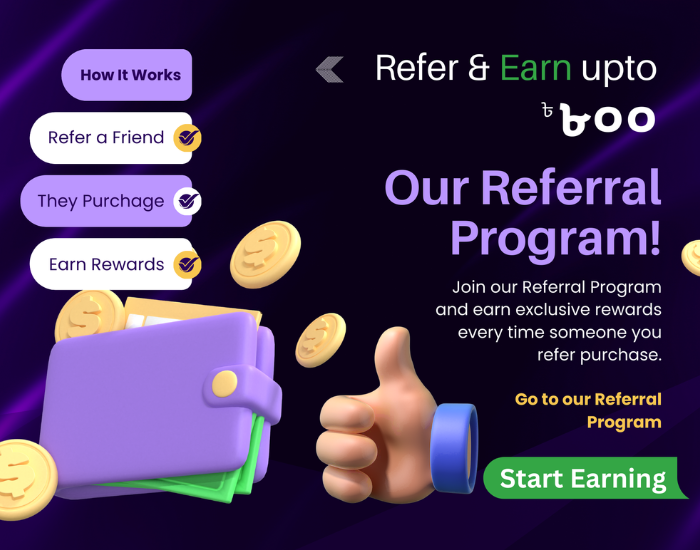 How It Works
Refer a Friend
They Purchage
Earn Rewards
Refer & Earn upto
৳ ৮০০
Our Referral
Program!
Join our Referral Program
and earn exclusive rewards
every time someone you
refer purchase.
Go to our Referral
Program
Start Earning